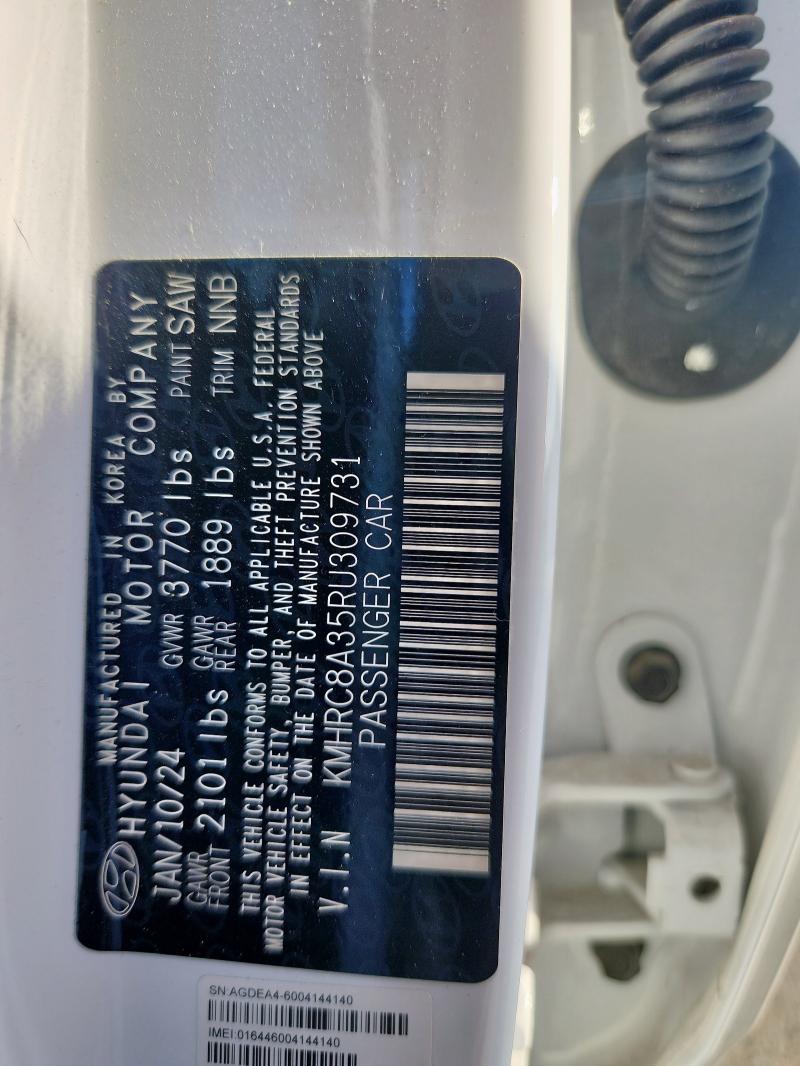 MANUFACTURED IN KOREA BY
HYUNDAI MOTOR COMPANY
JAN/10/24 GVWR 3770 lbs PAINT SAW
GAWR FRONT 2101 lbs GAWR REAR 1889 lbs TRIM NNB
THIS VEHICLE CONFORMS TO ALL APPLICABLE U.S.A. FEDERAL
MOTOR VEHICLE SAFETY, BUMPER, AND THEFT PREVENTION STANDARDS
IN EFFECT ON THE DATE OF MANUFACTURE SHOWN ABOVE
V.I.N KMHRC8A35RU309731
PASSENGER CAR
SN:AGDEA4-6004144140
IMEI:016446004144140